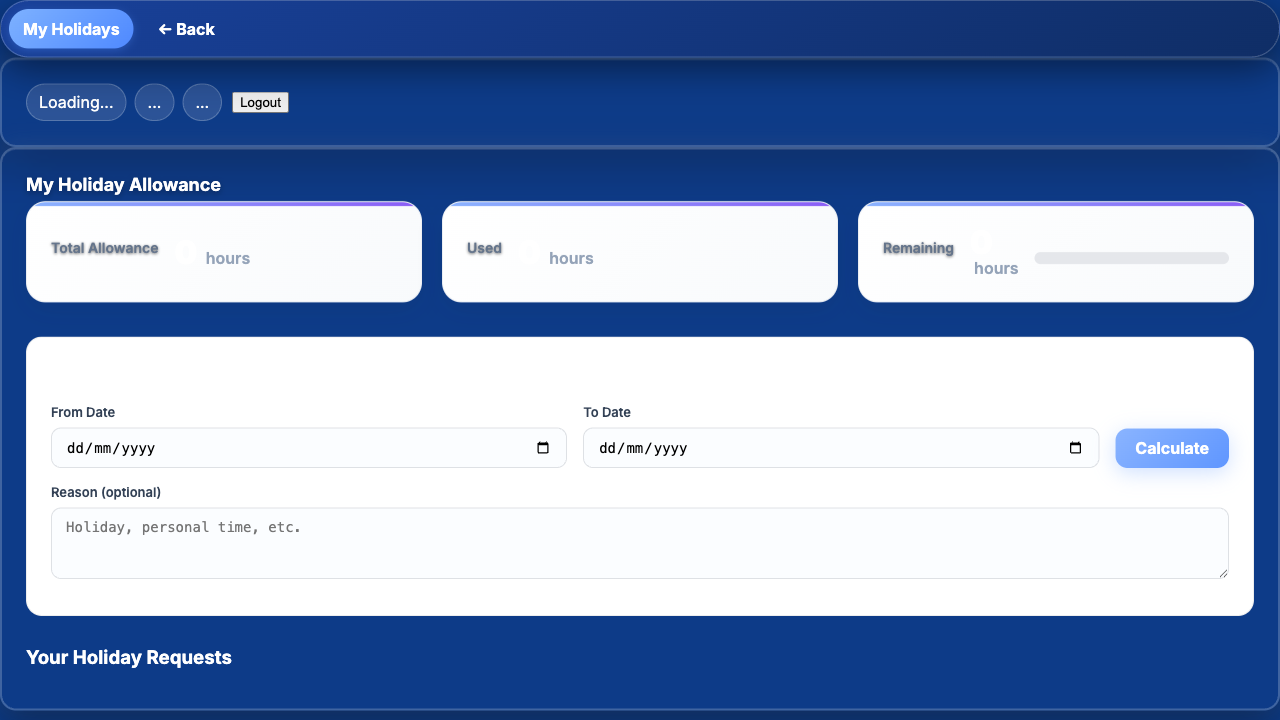 My Holidays
← Back
Loading...
...
...
Logout
My Holiday Allowance
Total Allowance
hours
Used
hours
Remaining
hours
From Date
To Date
dd/mm/yyyy
dd/mm/yyyy
Calculate
Reason (optional)
Holiday, personal time, etc.
Your Holiday Requests